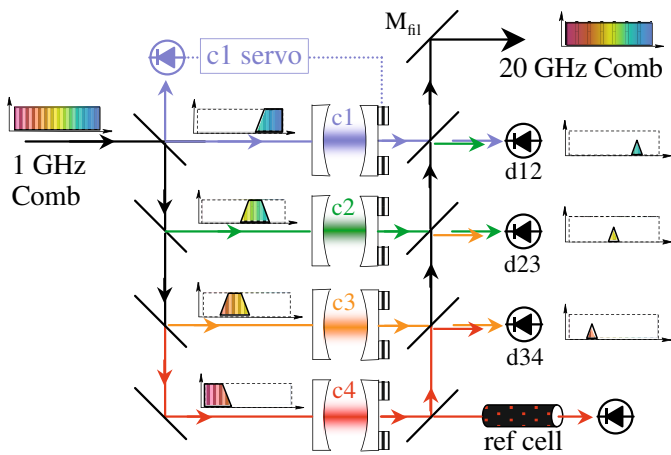 M_fil
c1 servo
20 GHz Comb
c1
1 GHz
Comb
d12
c2
d23
c3
d34
c4
ref cell